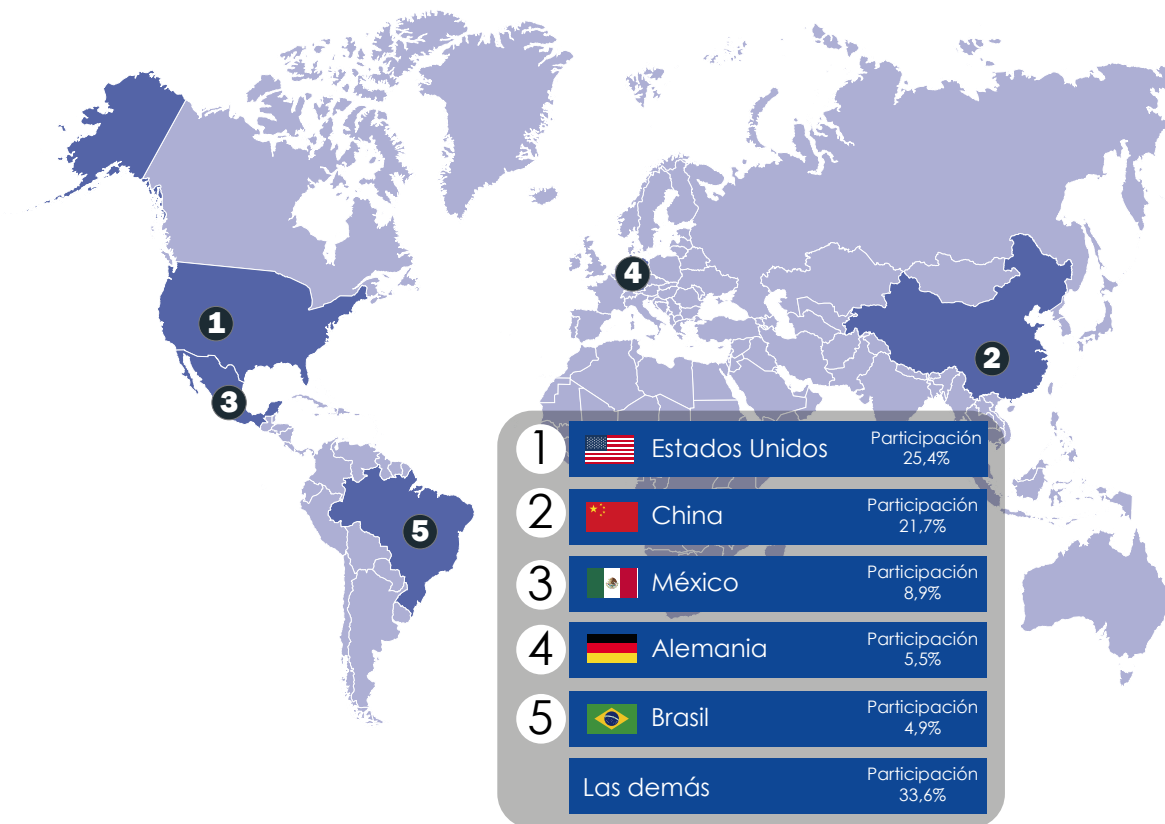 4
1
2
3
5
1
Estados Unidos
Participación
25,4%
2
China
Participación
21,7%
3
México
Participación
8,9%
4
Alemania
Participación
5,5%
5
Brasil
Participación
4,9%
Las demás
Participación
33,6%